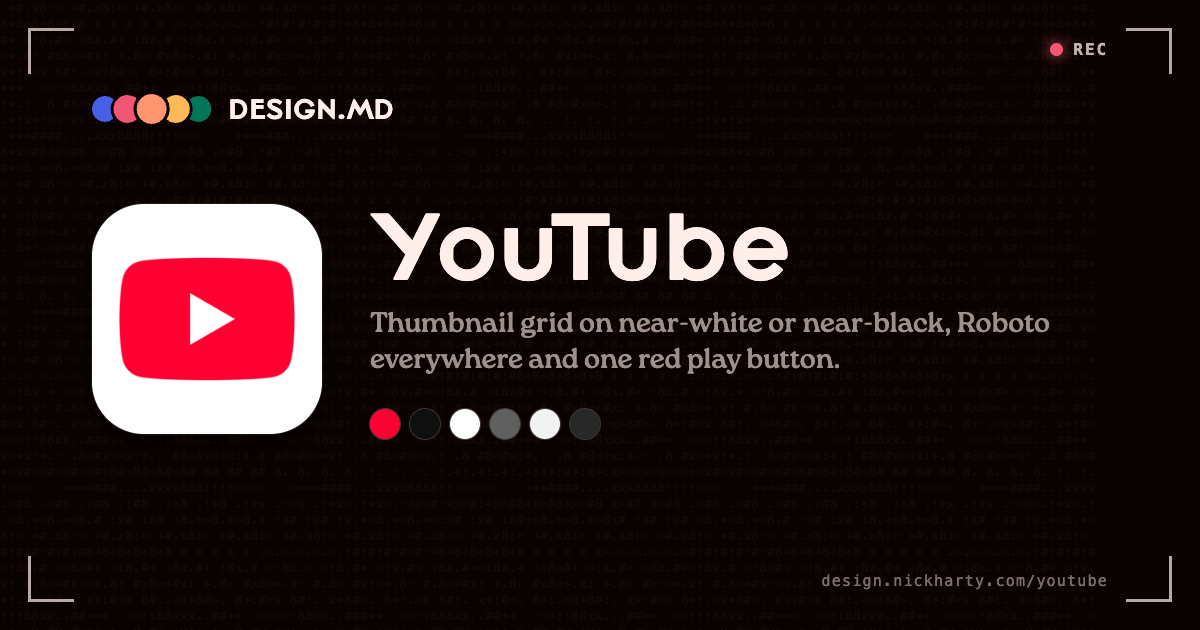 REC
DESIGN.MD
YouTube
Thumbnail grid on near-white or near-black, Roboto
everywhere and one red play button.
design.nickharty.com/youtube